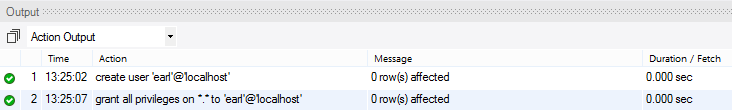 Output
Action Output
Time Action Message Duration / Fetch
1 13:25:02 create user 'earl'@'localhost' 0 row(s) affected 0.000 sec
2 13:25:07 grant all privileges on *.* to 'earl'@'localhost' 0 row(s) affected 0.000 sec